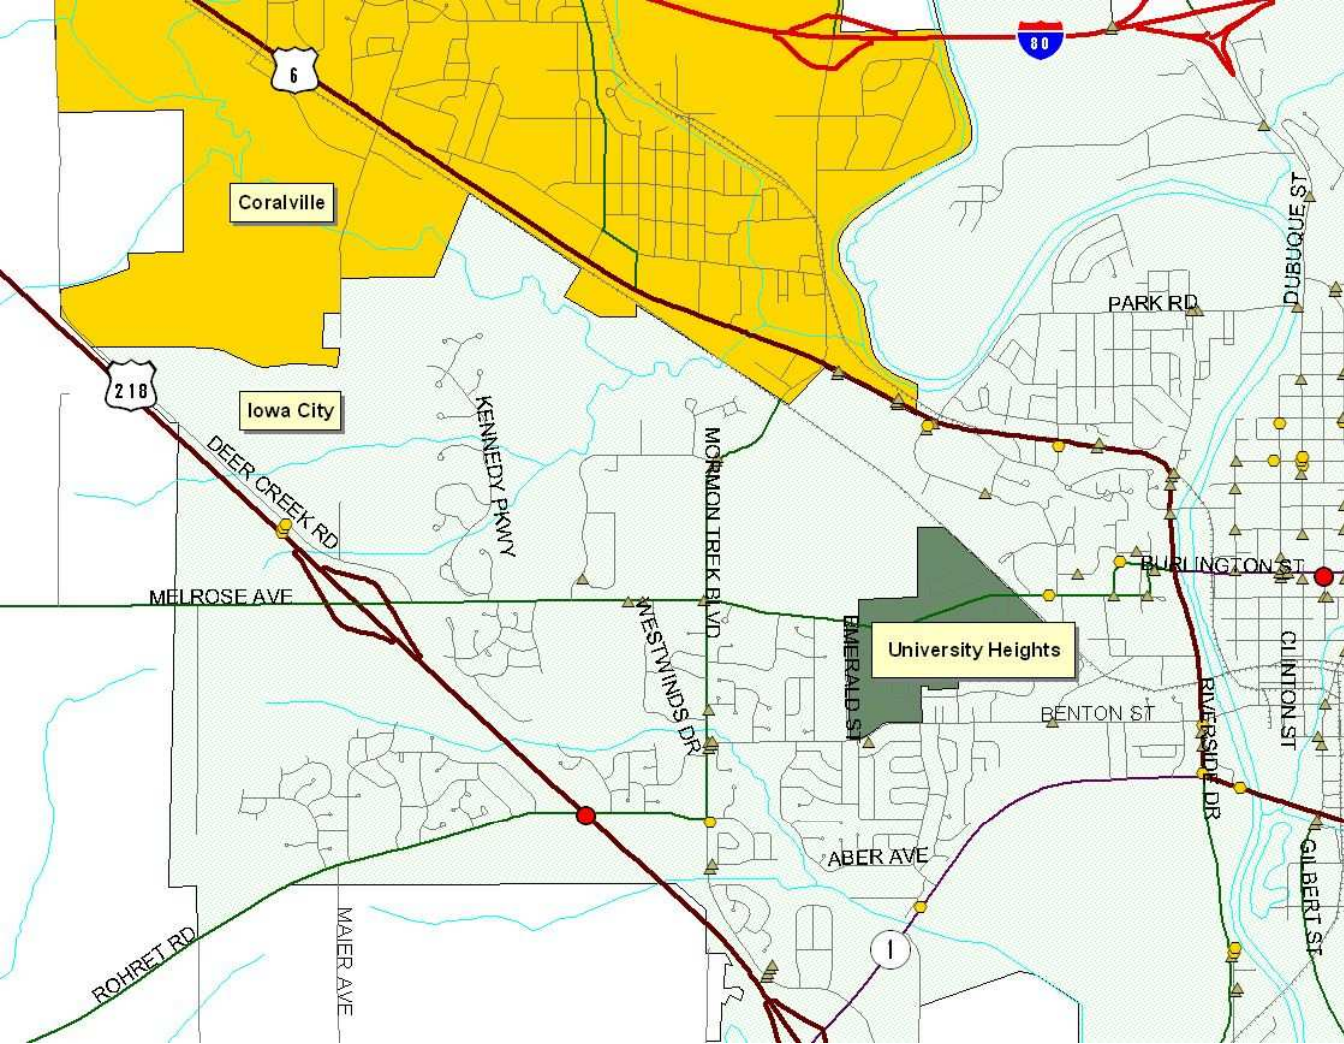 80
6
Coralville
DUBUQUE ST
PARK RD
218
Iowa City
KENNEDY PKWY
DEER CREEK RD
MORMON TREK BLVD
BURLINGTON ST
MELROSE AVE
WESTWINDS DR
EMERALD ST
University Heights
CLINTON ST
RIVERSIDE DR
BENTON ST
ABER AVE
GILBERT ST
MAIER AVE
ROHRET RD
1